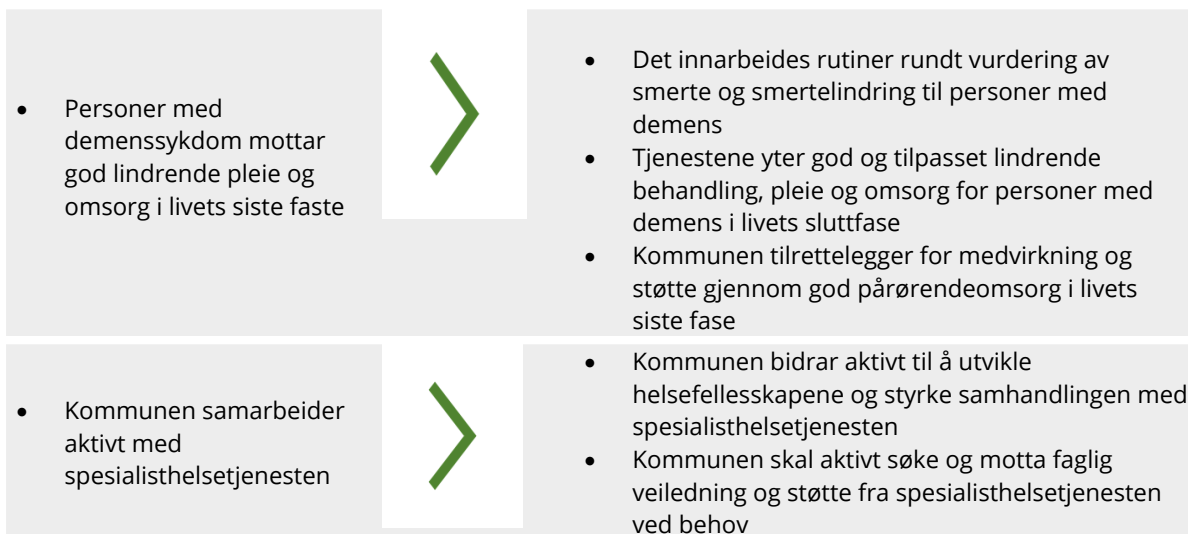 • Personer med
demenssykdom mottar
god lindrende pleie og
omsorg i livets siste faste
• Det innarbeides rutiner rundt vurdering av
smerte og smertelindring til personer med
demens
• Tjenestene yter god og tilpasset lindrende
behandling, pleie og omsorg for personer med
demens i livets sluttfase
• Kommunen tilrettelegger for medvirkning og
støtte gjennom god pårørendeomsorg i livets
siste fase
• Kommunen samarbeider
aktivt med
spesialisthelsetjenesten
• Kommunen bidrar aktivt til å utvikle
helsefellesskapene og styrke samhandlingen med
spesialisthelsetjenesten
• Kommunen skal aktivt søke og motta faglig
veiledning og støtte fra spesialisthelsetjenesten
ved behov